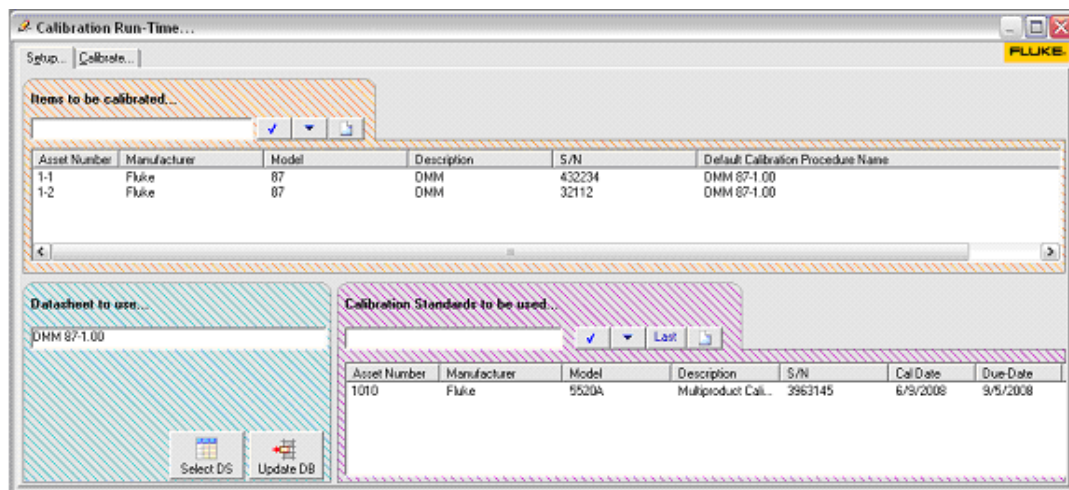 Calibration Run-Time...
Setup... Calibrate...
FLUKE
Items to be calibrated...
Asset Number Manufacturer Model Description S/N Default Calibration Procedure Name
1-1 Fluke 87 DMM 432234 DMM 87-1.00
1-2 Fluke 87 DMM 32112 DMM 87-1.00
Datasheet to use...
DMM 87-1.00
Select DS Update DB
Calibration Standards to be used...
Last
Asset Number Manufacturer Model Description S/N Cal Date Due-Date
1010 Fluke 5520A Multiproduct Cali... 3963145 6/9/2008 9/5/2008